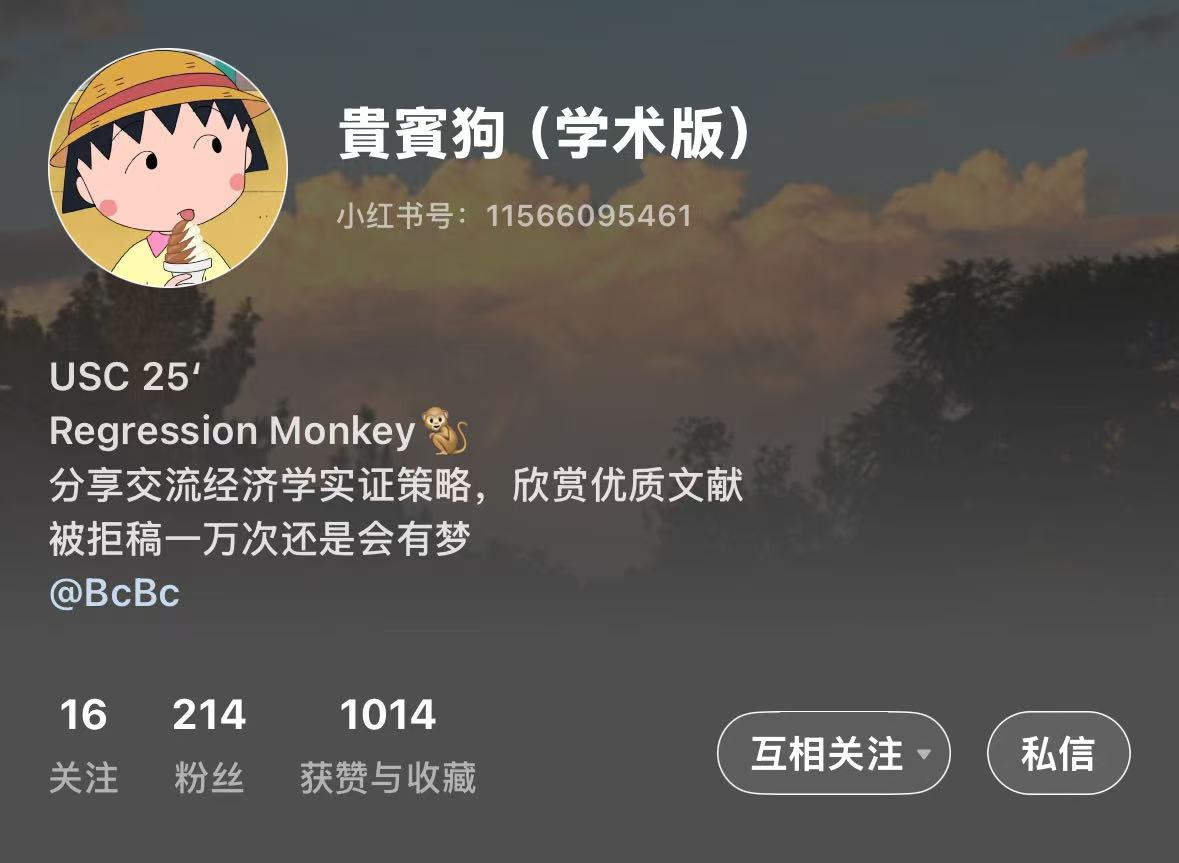 貴賓狗（学术版）
小红书号：11566095461
USC 25‘
Regression Monkey🐒
分享交流经济学实证策略，欣赏优质文献
被拒稿一万次还是会有梦
@BcBc
16 214 1014
关注 粉丝 获赞与收藏
互相关注 私信